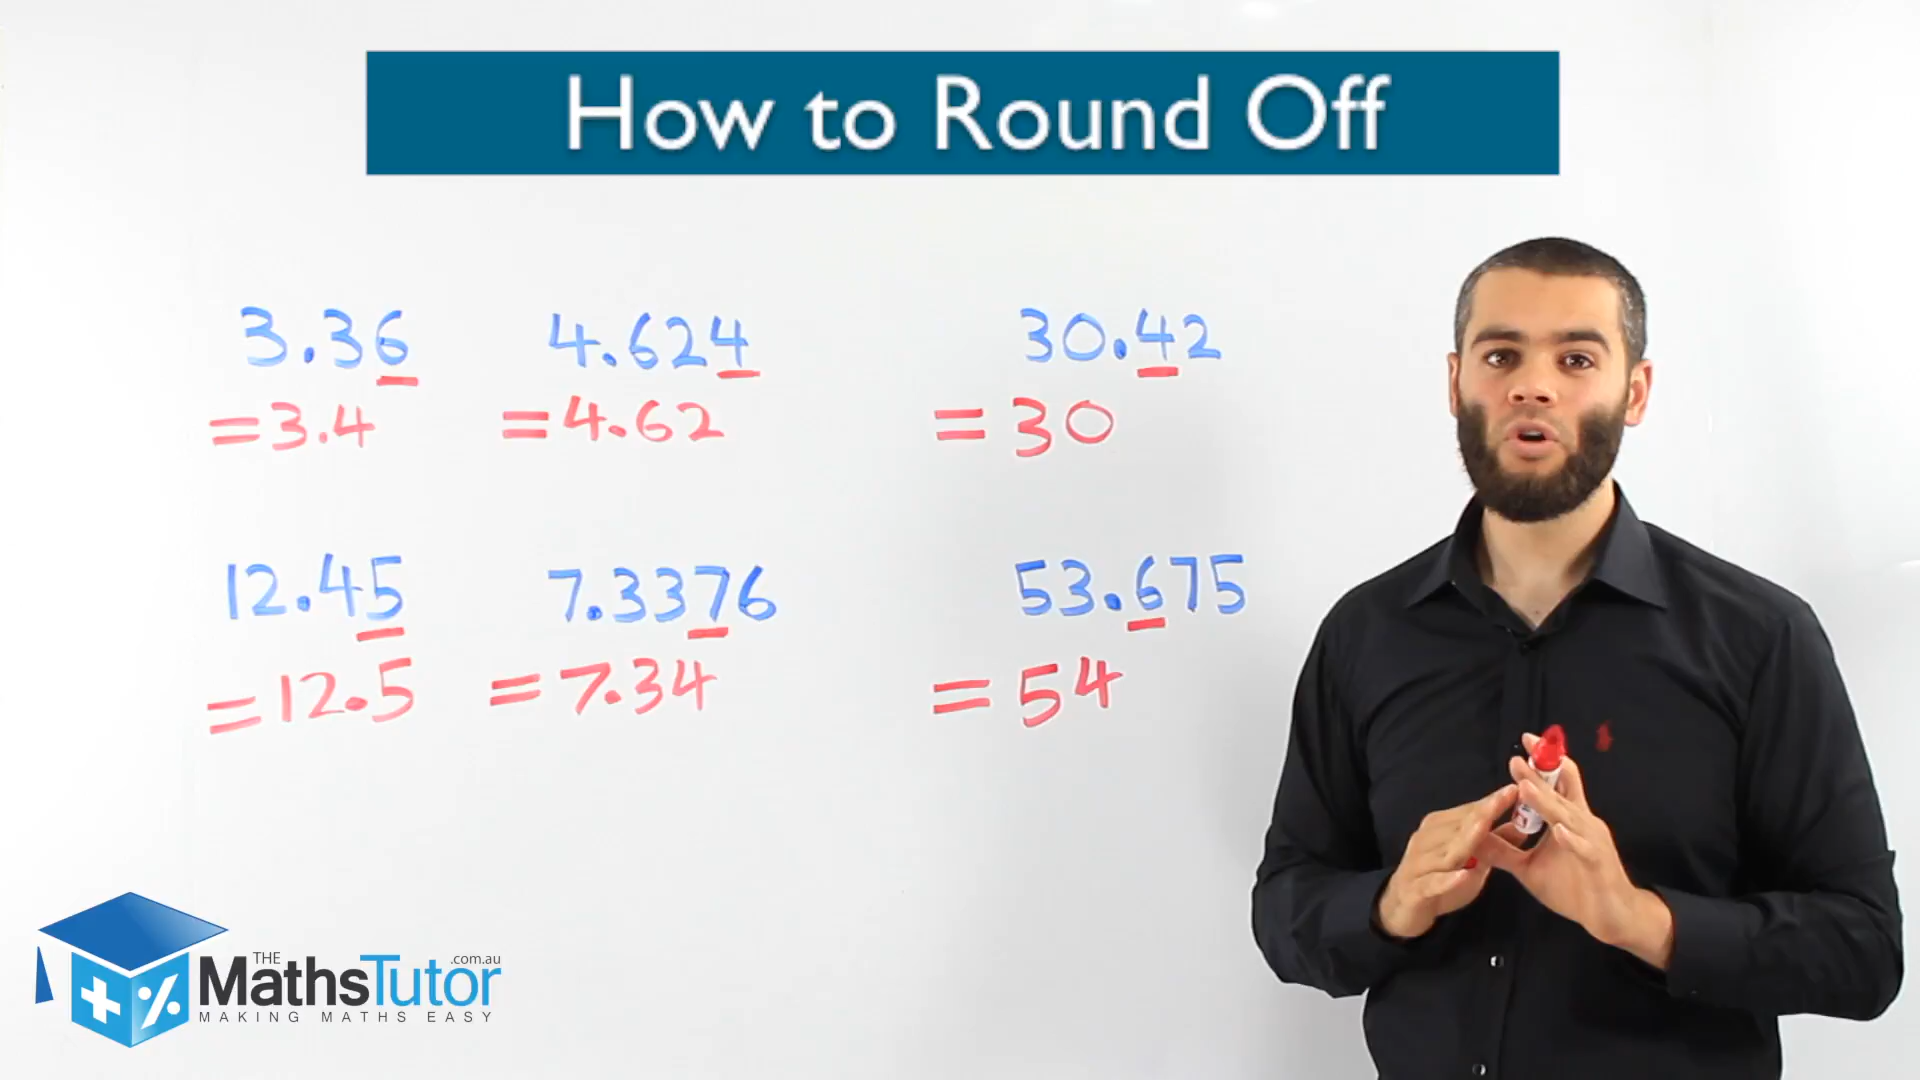 How to Round Off
3.36 4.624 30.42
=3.4 =4.62 =30
12.45 7.3376 53.675
=12.5 =7.34 =54
THE MathsTutor .com.au
MAKING MATHS EASY